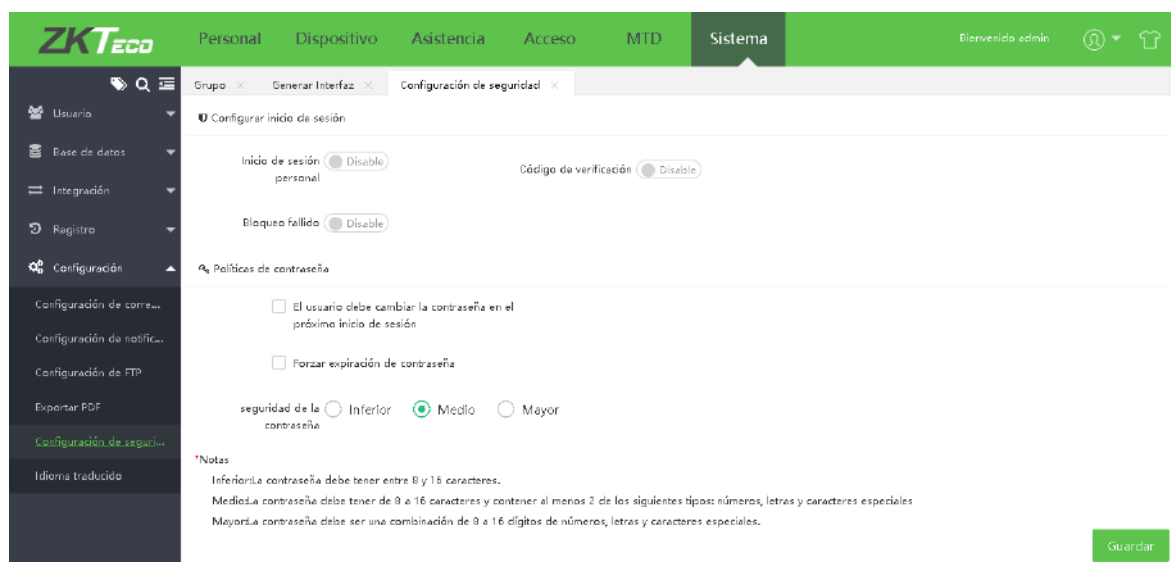 ZKTECO
Personal Dispositivo Asistencia Acceso MTD Sistema Bienvenido admin
Grupo × Generar Interfaz × Configuración de seguridad ×
Usuario
Base de datos
Integración
Registro
Configuración
Configuración de corre...
Configuración de notific...
Configuración de FTP
Exportar PDF
Configuración de seguri...
Idioma traducido
Configurar inicio de sesión
Inicio de sesión personal Disable
Código de verificación Disable
Bloqueo fallido Disable
Políticas de contraseña
El usuario debe cambiar la contraseña en el
próximo inicio de sesión
Forzar expiración de contraseña
seguridad de la contraseña Inferior Medio Mayor
*Notas
Inferior:La contraseña debe tener entre 8 y 16 caracteres.
Medio:La contraseña debe tener de 8 a 16 caracteres y contener al menos 2 de los siguientes tipos: números, letras y caracteres especiales
Mayor:La contraseña debe ser una combinación de 8 a 16 dígitos de números, letras y caracteres especiales.
Guardar